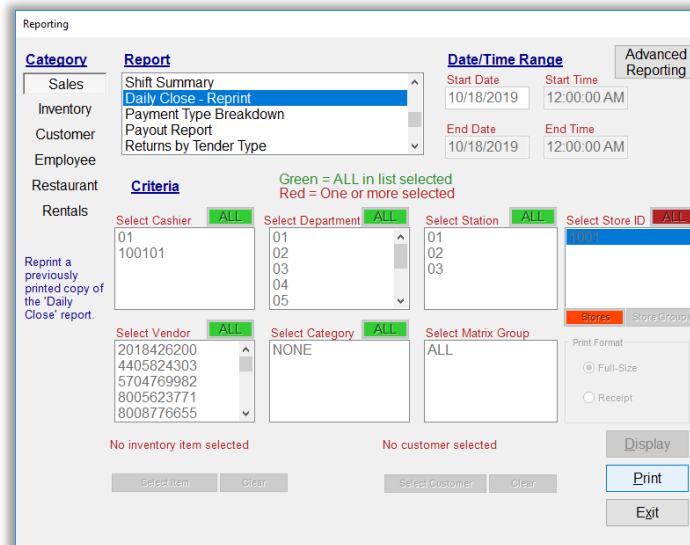 Reporting
Category
Sales
Inventory
Customer
Employee
Restaurant
Rentals
Reprint a
previously
printed copy of
the 'Daily
Close' report.
Report
Shift Summary
Daily Close - Reprint
Payment Type Breakdown
Payout Report
Returns by Tender Type
Date/Time Range
Start Date
Start Time
10/18/2019
12:00:00 AM
End Date
End Time
10/18/2019
12:00:00 AM
Advanced
Reporting
Criteria
Green = ALL in list selected
Red = One or more selected
Select Cashier
ALL
01
100101
Select Department
ALL
01
02
03
04
05
Select Station
ALL
01
02
03
Select Store ID
ALL
1001
Stores
Store Groups
Select Vendor
ALL
2018426200
4405824303
5704769982
8005623771
8008776655
Select Category
ALL
NONE
Select Matrix Group
ALL
Print Format
Full-Size
Receipt
No inventory item selected
No customer selected
Select Item
Clear
Select Customer
Clear
Display
Print
Exit